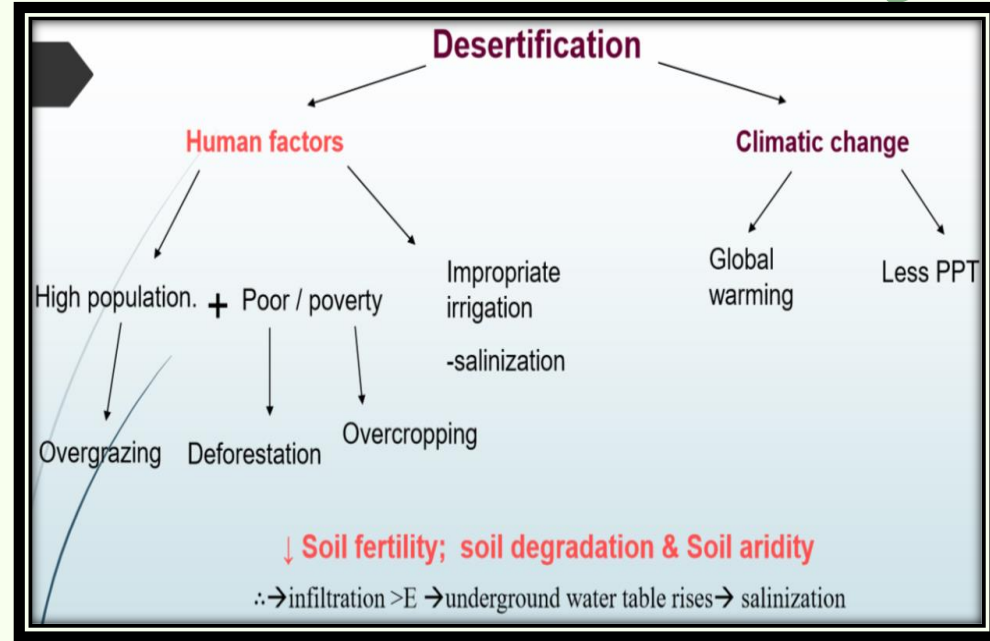 Desertification
Human factors
Climatic change
High population. + Poor / poverty
Impropriate
irrigation
-salinization
Global
warming
Less PPT
Overgrazing
Deforestation
Overcropping
↓ Soil fertility; soil degradation & Soil aridity
∴→infiltration >E →underground water table rises→ salinization